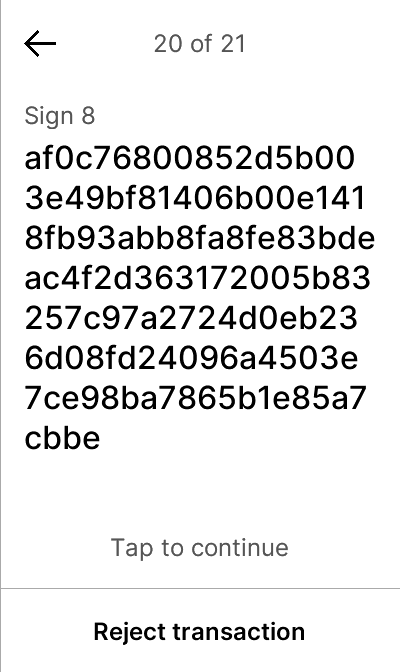 20 of 21
Sign 8
af0c76800852d5b00
3e49bf81406b00e141
8fb93abb8fa8fe83bde
ac4f2d363172005b83
257c97a2724d0eb23
6d08fd24096a4503e
7ce98ba7865b1e85a7
cbbe
Tap to continue
Reject transaction